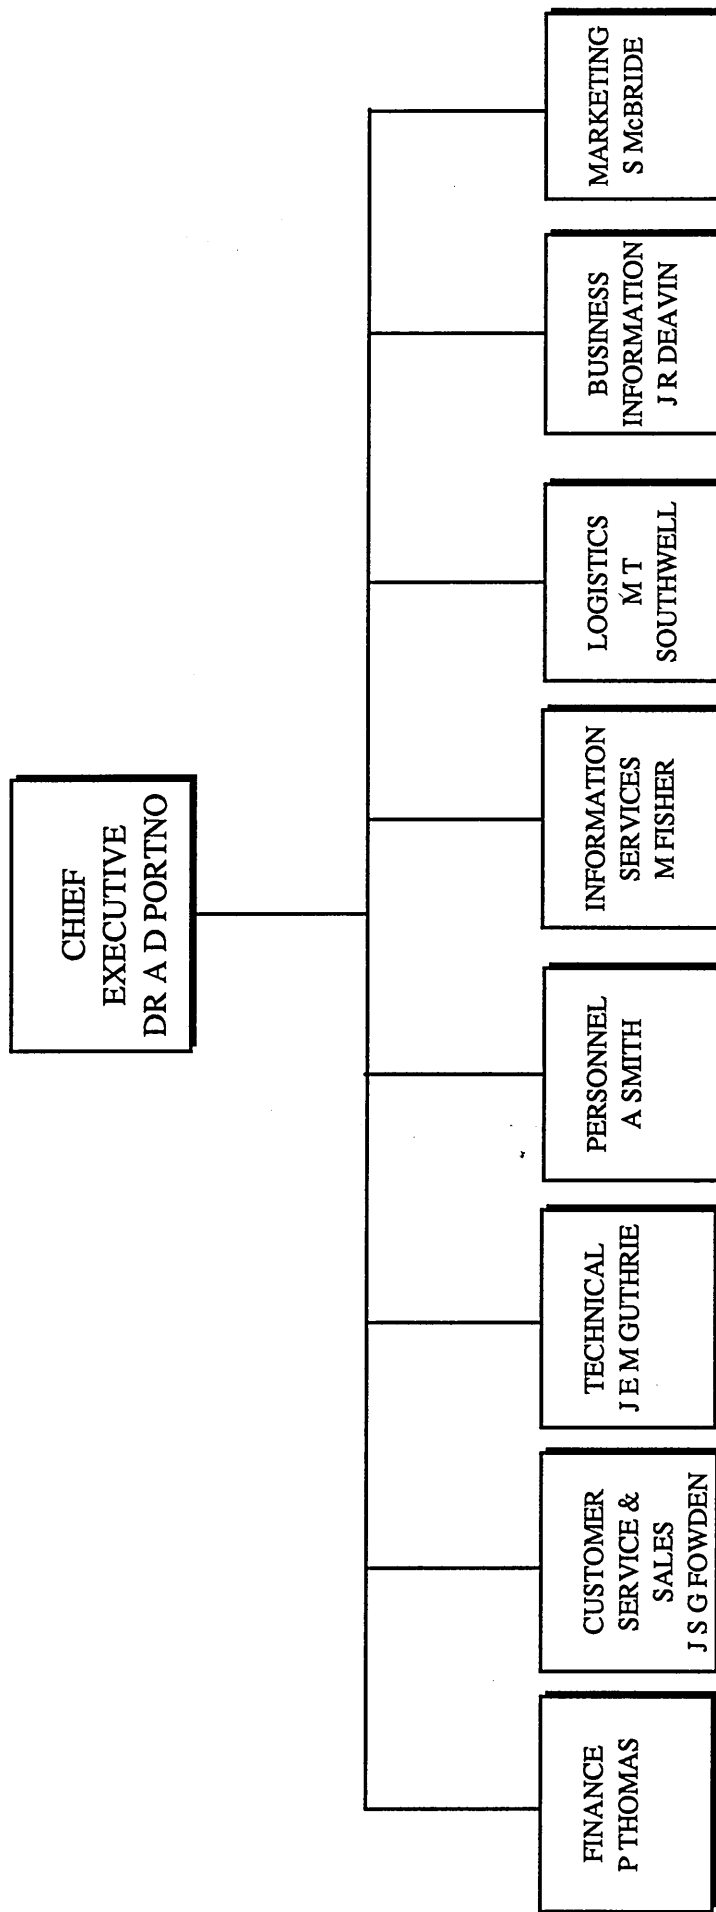 CHIEF
EXECUTIVE
DR A D PORTNO
FINANCE
P THOMAS
CUSTOMER
SERVICE &
SALES
J S G FOWDEN
TECHNICAL
J E M GUTHRIE
PERSONNEL
A SMITH
INFORMATION
SERVICES
M FISHER
LOGISTICS
M T
SOUTHWELL
BUSINESS
INFORMATION
J R DEAVIN
MARKETING
S McBRIDE